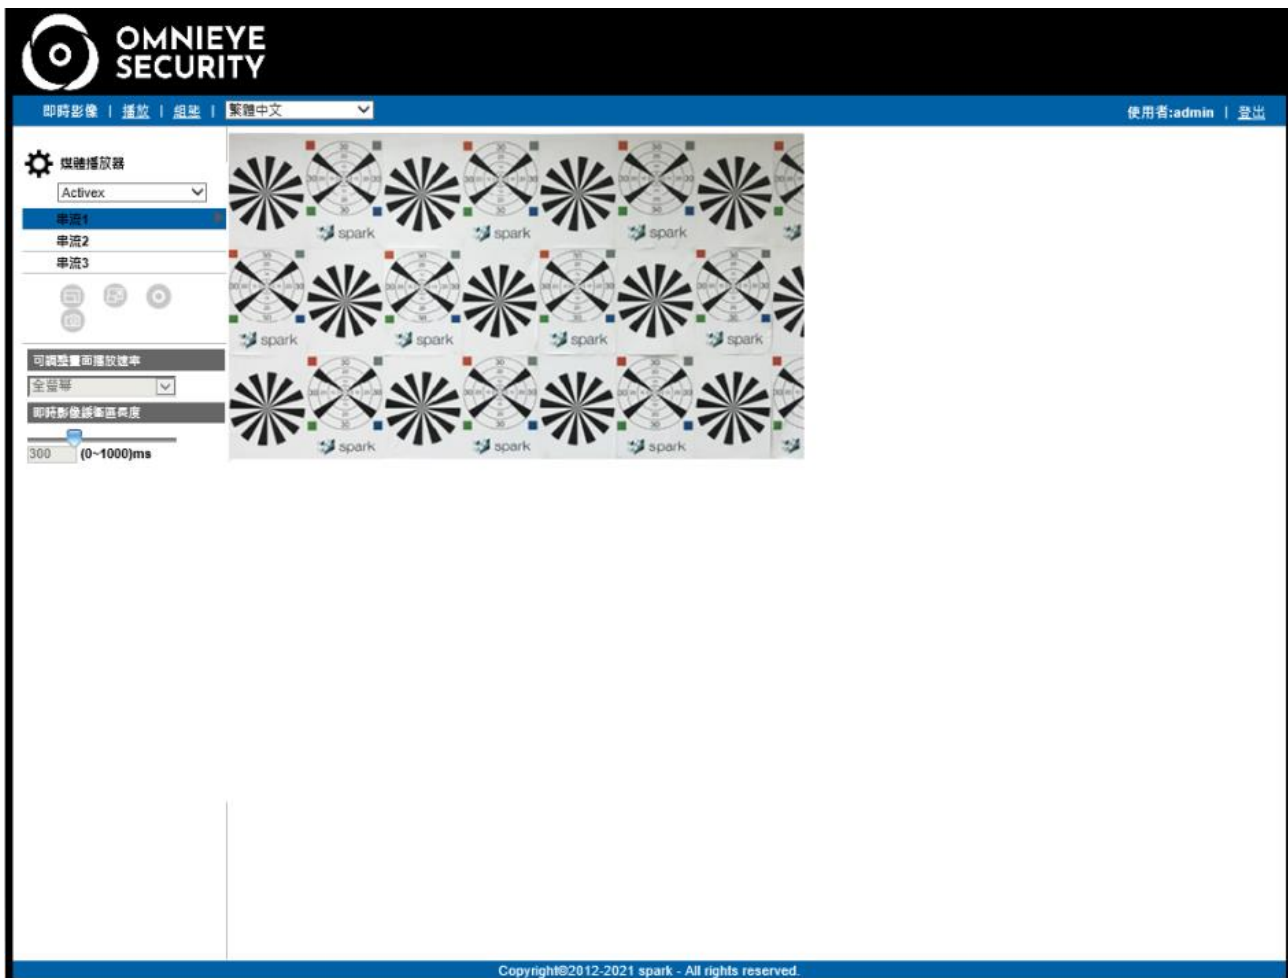 OMNIEYE
SECURITY
即時影像 | 播放 | 組態 | 繁體中文
使用者:admin | 登出
媒體播放器
Activex
串流1
串流2
串流3
可調整畫面播放速率
全螢幕
即時影像緩衝區長度
300 (0~1000)ms
spark spark spark
spark spark spark spark
spark spark spark
Copyright©2012-2021 spark - All rights reserved.